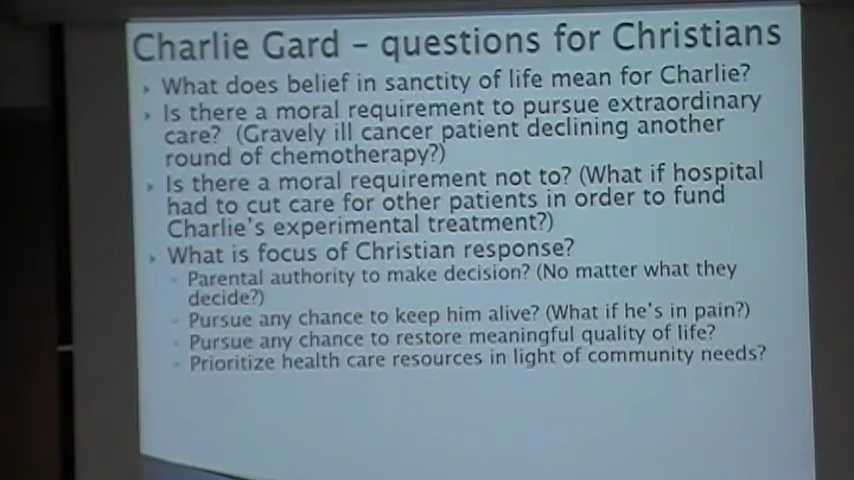 Charlie Gard – questions for Christians
What does belief in sanctity of life mean for Charlie?
Is there a moral requirement to pursue extraordinary
care? (Gravely ill cancer patient declining another
round of chemotherapy?)
Is there a moral requirement not to? (What if hospital
had to cut care for other patients in order to fund
Charlie's experimental treatment?)
What is focus of Christian response?
Parental authority to make decision? (No matter what they
decide?)
Pursue any chance to keep him alive? (What if he's in pain?)
Pursue any chance to restore meaningful quality of life?
Prioritize health care resources in light of community needs?